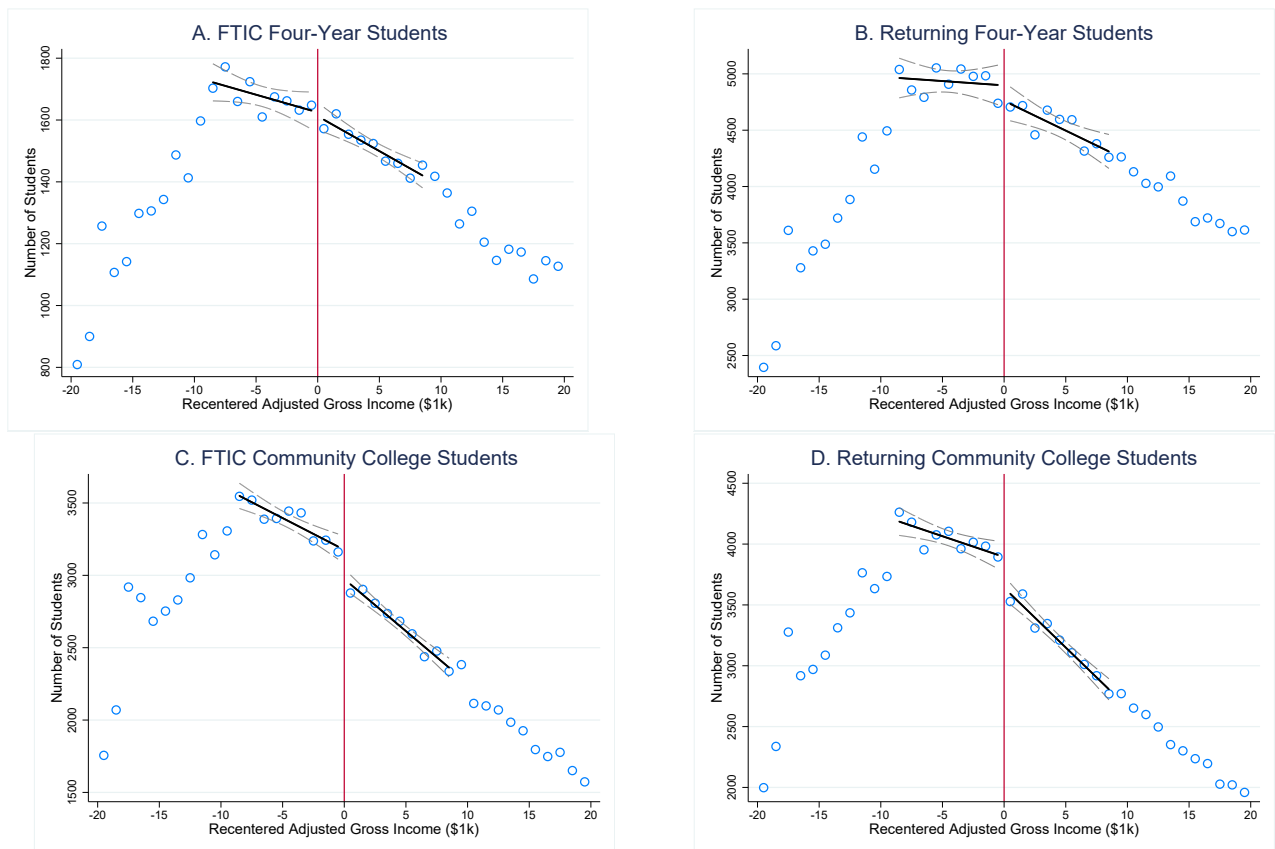 A. FTIC Four-Year Students
Number of Students
1800
1600
1400
1200
1000
800
-20 -15 -10 -5 0 5 10 15 20
Recentered Adjusted Gross Income ($1k)
B. Returning Four-Year Students
Number of Students
5000
4500
4000
3500
3000
2500
-20 -15 -10 -5 0 5 10 15 20
Recentered Adjusted Gross Income ($1k)
C. FTIC Community College Students
Number of Students
3500
3000
2500
2000
1500
-20 -15 -10 -5 0 5 10 15 20
Recentered Adjusted Gross Income ($1k)
D. Returning Community College Students
Number of Students
4500
4000
3500
3000
2500
2000
-20 -15 -10 -5 0 5 10 15 20
Recentered Adjusted Gross Income ($1k)